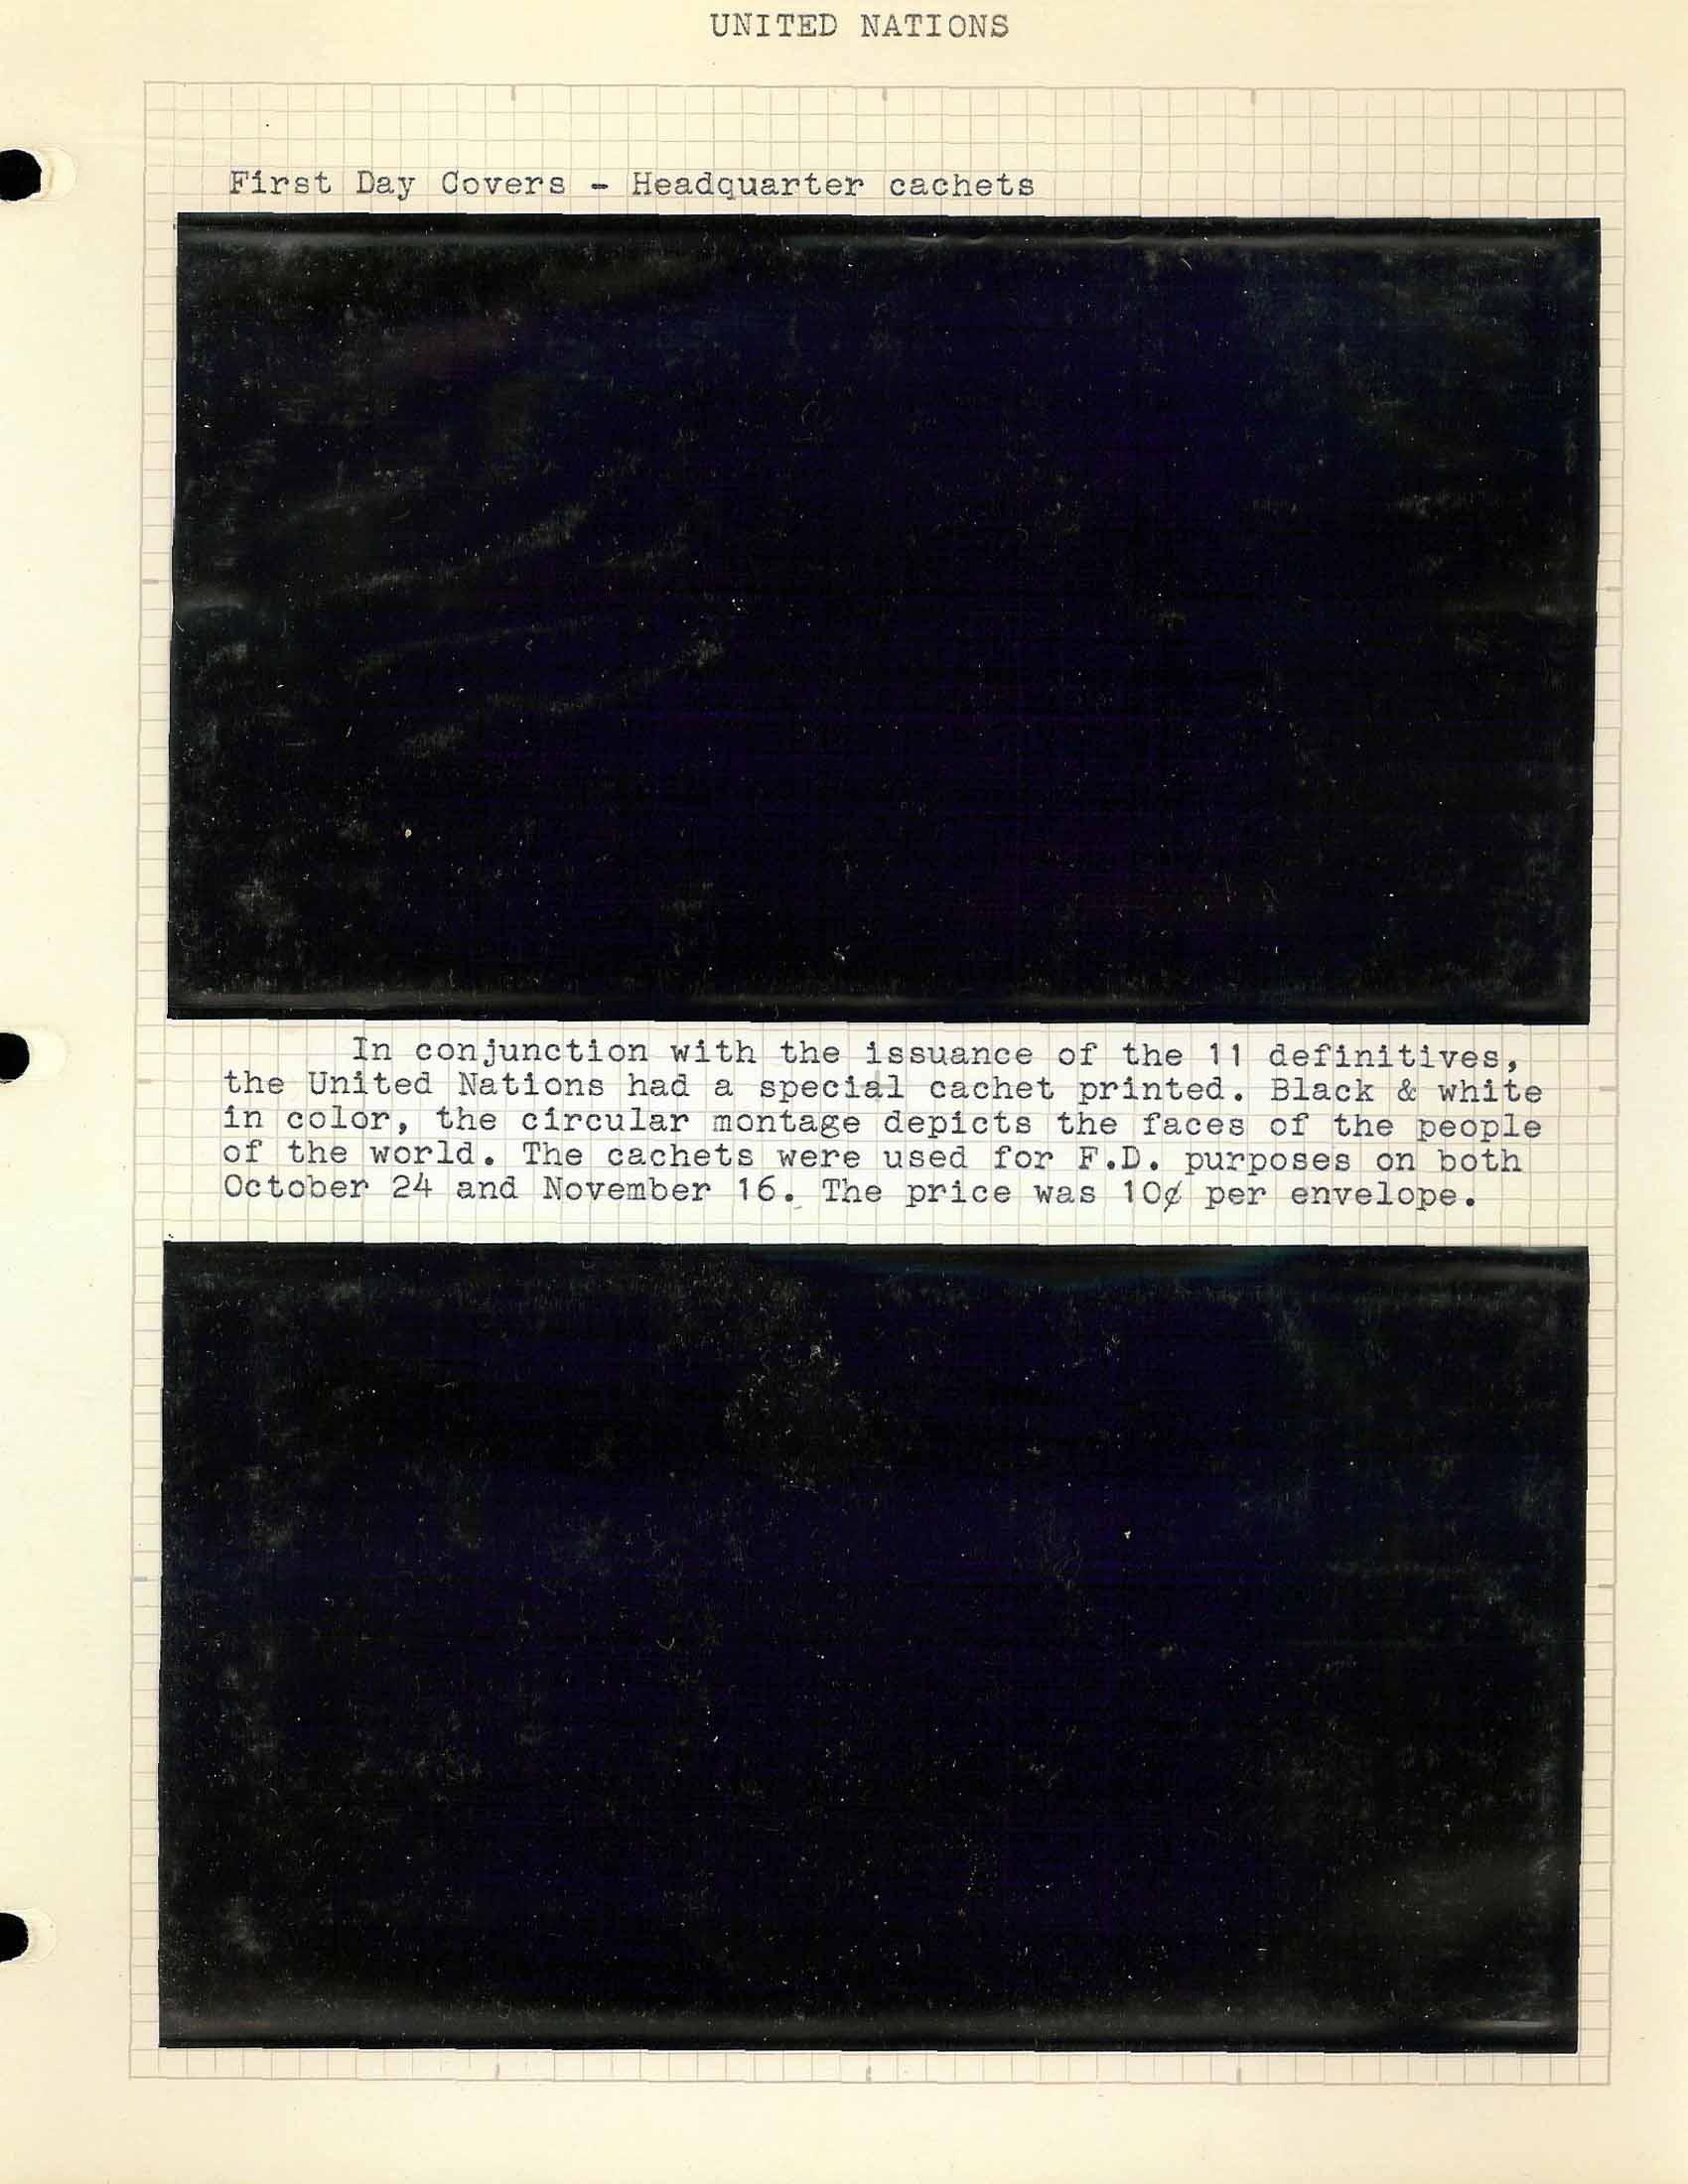 UNITED NATIONS
First Day Covers - Headquarter cachets
In conjunction with the issuance of the 11 definitives,
the United Nations had a special cachet printed. Black & white
in color, the circular montage depicts the faces of the people
of the world. The cachets were used for F.D. purposes on both
October 24 and November 16. The price was 10¢ per envelope.